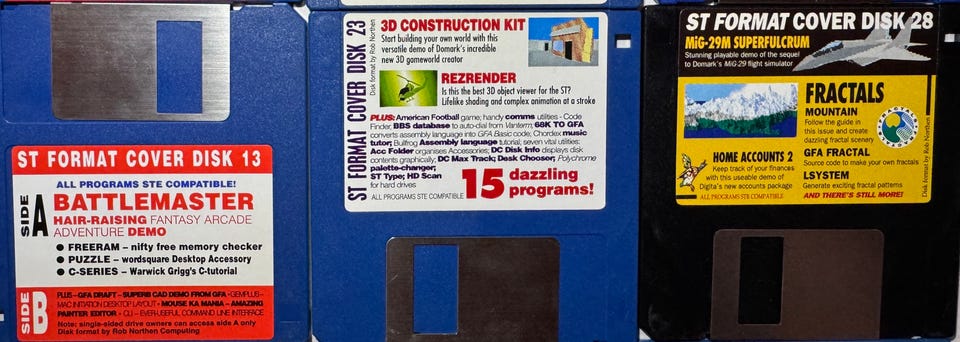 ST FORMAT COVER DISK 13
ALL PROGRAMS STE COMPATIBLE!
SIDE A
BATTLEMASTER
HAIR-RAISING FANTASY ARCADE
ADVENTURE DEMO
● FREERAM – nifty free memory checker
● PUZZLE – wordsquare Desktop Accessory
● C-SERIES – Warwick Grigg's C-tutorial
SIDE B
PLUS – GFA DRAFT – SUPERB CAD DEMO FROM GFA • GEMPLUS –
MAC INITIATION DESKTOP LAYOUT • MOUSE KA MANIA – AMAZING
PAINTER EDITOR • CLI – EVER-USEFUL COMMAND LINE INTERFACE
Note: single-sided drive owners can access side A only
Disk format by Rob Northen Computing
ST FORMAT COVER DISK 23
Disk format by Rob Northen
3D CONSTRUCTION KIT
Start building your own world with this
versatile demo of Domark's incredible
new 3D gameworld creator
REZRENDER
Is this the best 3D object viewer for the ST?
Lifelike shading and complex animation at a stroke
PLUS: American Football game; handy comms utilities - Code
Finder, BBS database to auto-dial from Vanterm, 68K TO GFA
converts assembly language into GFA Basic code; Chordex music
tutor; Bullfrog Assembly language tutorial; seven vital utilities:
Acc Folder organises Accessories; DC Disk Info displays disk
contents graphically; DC Max Track; Desk Chooser; Polychrome
palette-changer;
ST Type; HD Scan
for hard drives
15 dazzling
programs!
ALL PROGRAMS STE COMPATIBLE
ST FORMAT COVER DISK 28
MiG-29M SUPERFULCRUM
Stunning playable demo of the sequel
to Domark's MiG-29 flight simulator
FRACTALS
MOUNTAIN
Follow the guide in
this issue and create
dazzling fractal scenery
GFA FRACTAL
Source code to make your own fractals
LSYSTEM
Generate exciting fractal patterns
AND THERE'S STILL MORE!
HOME ACCOUNTS 2
Keep track of your finances
with this useable demo of
Digita's new accounts package
ALL PROGRAMS STE COMPATIBLE
Disk format by Rob Northen